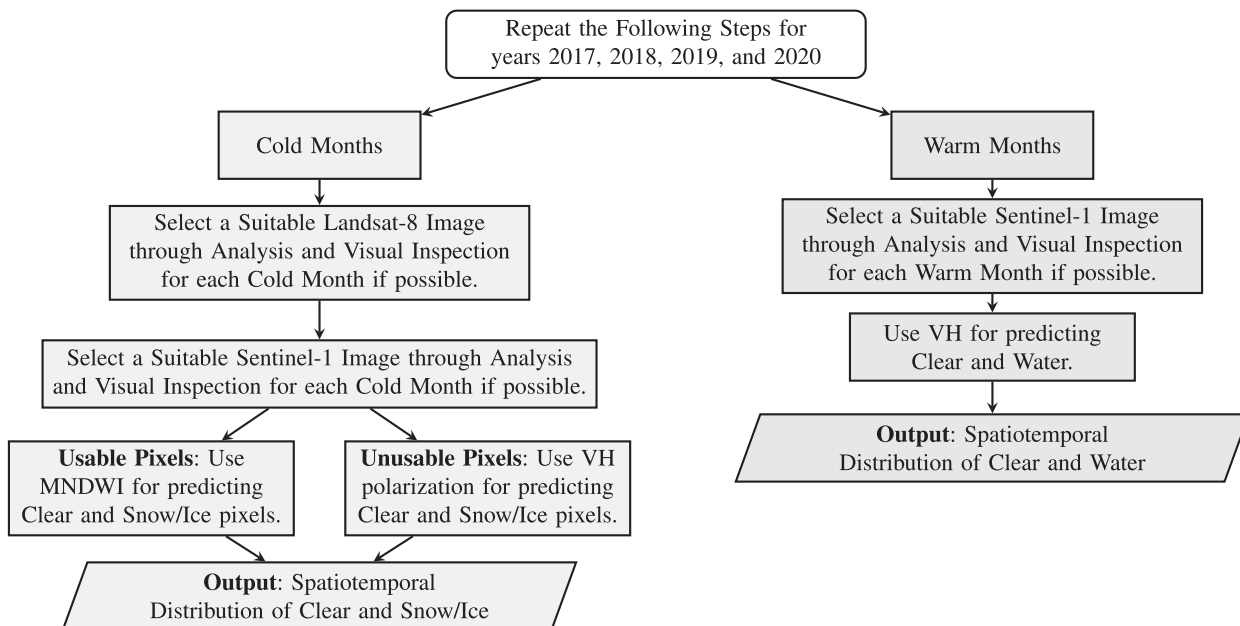 Repeat the Following Steps for
years 2017, 2018, 2019, and 2020
Cold Months
Select a Suitable Landsat-8 Image
through Analysis and Visual Inspection
for each Cold Month if possible.
Select a Suitable Sentinel-1 Image through Analysis
and Visual Inspection for each Cold Month if possible.
Usable Pixels: Use
MNDWI for predicting
Clear and Snow/Ice pixels.
Unusable Pixels: Use VH
polarization for predicting
Clear and Snow/Ice pixels.
Output: Spatiotemporal
Distribution of Clear and Snow/Ice
Warm Months
Select a Suitable Sentinel-1 Image
through Analysis and Visual Inspection
for each Warm Month if possible.
Use VH for predicting
Clear and Water.
Output: Spatiotemporal
Distribution of Clear and Water